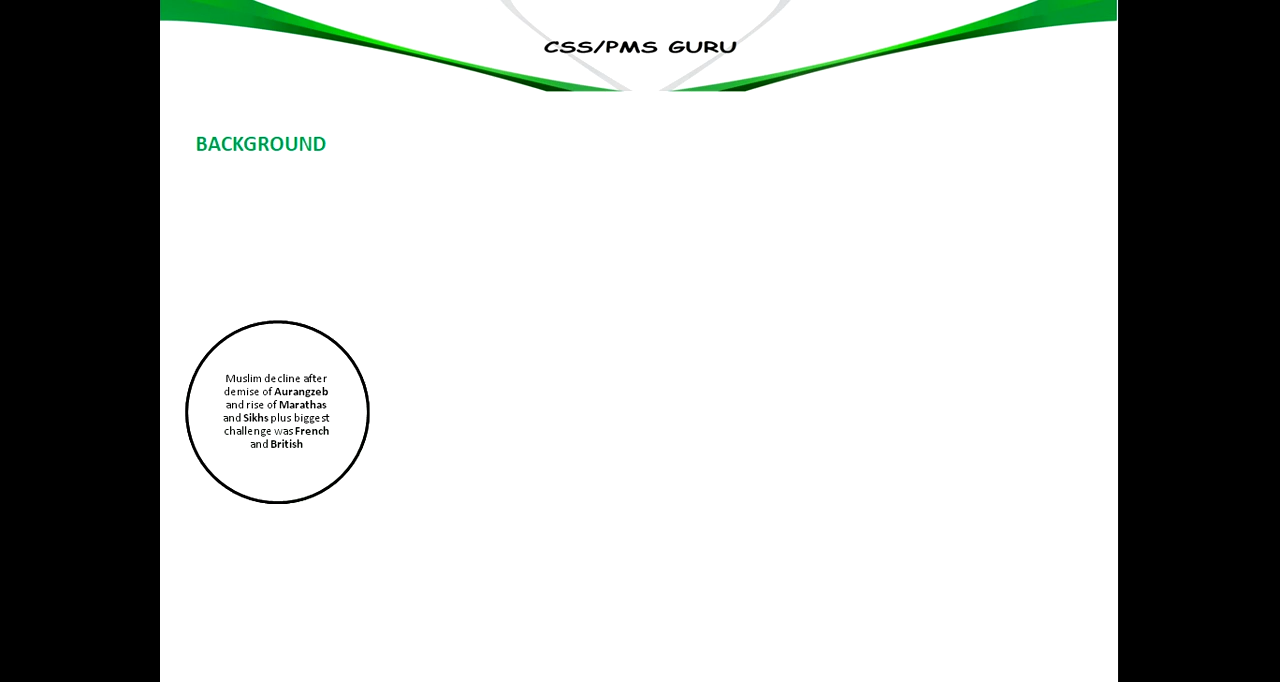 CSS/PMS GURU
BACKGROUND
Muslim decline after
demise of Aurangzeb
and rise of Marathas
and Sikhs plus biggest
challenge was French
and British